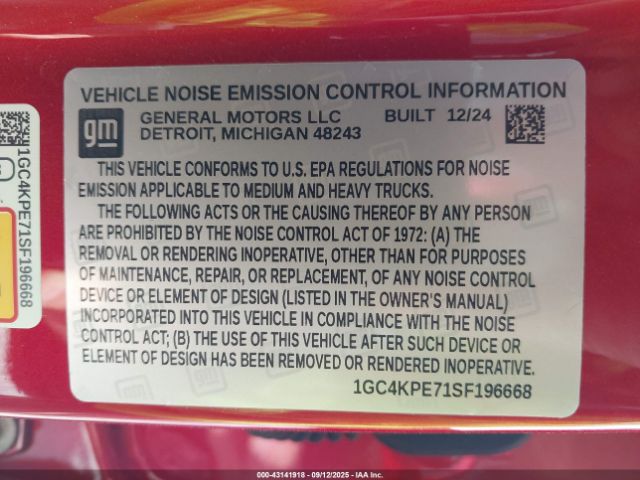 VEHICLE NOISE EMISSION CONTROL INFORMATION
gm
GENERAL MOTORS LLC BUILT 12/24
DETROIT, MICHIGAN 48243
THIS VEHICLE CONFORMS TO U.S. EPA REGULATIONS FOR NOISE
EMISSION APPLICABLE TO MEDIUM AND HEAVY TRUCKS.
THE FOLLOWING ACTS OR THE CAUSING THEREOF BY ANY PERSON
ARE PROHIBITED BY THE NOISE CONTROL ACT OF 1972: (A) THE
REMOVAL OR RENDERING INOPERATIVE, OTHER THAN FOR PURPOSES
OF MAINTENANCE, REPAIR, OR REPLACEMENT, OF ANY NOISE CONTROL
DEVICE OR ELEMENT OF DESIGN (LISTED IN THE OWNER'S MANUAL)
INCORPORATED INTO THIS VEHICLE IN COMPLIANCE WITH THE NOISE
CONTROL ACT; (B) THE USE OF THIS VEHICLE AFTER SUCH DEVICE OR
ELEMENT OF DESIGN HAS BEEN REMOVED OR RENDERED INOPERATIVE.
1GC4KPE71SF196668
1GC4KPE71SF196668
000-43141918 - 09/12/2025 - IAA Inc.